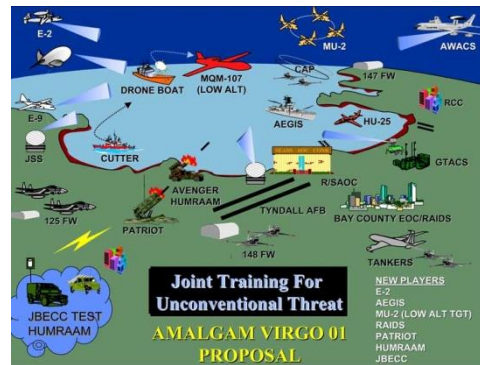 E-2
MU-2
AWACS
DRONE BOAT
MQM-107
(LOW ALT)
CAP
147 FW
E-9
AEGIS
HU-25
RCC
JSS
CUTTER
GTACS
AVENGER
HUMRAAM
R/SAOC
125 FW
PATRIOT
TYNDALL AFB
BAY COUNTY EOC/RAIDS
148 FW
TANKERS
JBECC TEST
HUMRAAM
Joint Training For
Unconventional Threat
AMALGAM VIRGO 01
PROPOSAL
NEW PLAYERS
E-2
AEGIS
MU-2 (LOW ALT TGT)
RAIDS
PATRIOT
HUMRAAM
JBECC